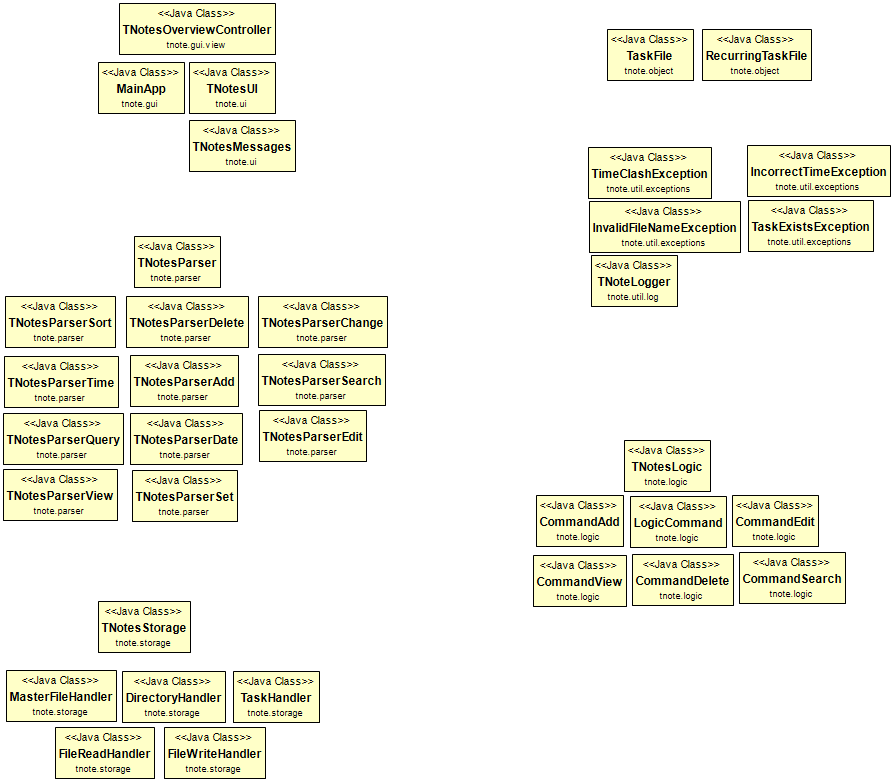 <<Java Class>>
TNotesOverviewController
tnote.gui.view
<<Java Class>>
MainApp
tnote.gui
<<Java Class>>
TNotesUI
tnote.ui
<<Java Class>>
TNotesMessages
tnote.ui
<<Java Class>>
TaskFile
tnote.object
<<Java Class>>
RecurringTaskFile
tnote.object
<<Java Class>>
TimeClashException
tnote.util.exceptions
<<Java Class>>
IncorrectTimeException
tnote.util.exceptions
<<Java Class>>
InvalidFileNameException
tnote.util.exceptions
<<Java Class>>
TaskExistsException
tnote.util.exceptions
<<Java Class>>
TNoteLogger
tnote.util.log
<<Java Class>>
TNotesParser
tnote.parser
<<Java Class>>
TNotesParserSort
tnote.parser
<<Java Class>>
TNotesParserDelete
tnote.parser
<<Java Class>>
TNotesParserChange
tnote.parser
<<Java Class>>
TNotesParserTime
tnote.parser
<<Java Class>>
TNotesParserAdd
tnote.parser
<<Java Class>>
TNotesParserSearch
tnote.parser
<<Java Class>>
TNotesParserQuery
tnote.parser
<<Java Class>>
TNotesParserDate
tnote.parser
<<Java Class>>
TNotesParserEdit
tnote.parser
<<Java Class>>
TNotesParserView
tnote.parser
<<Java Class>>
TNotesParserSet
tnote.parser
<<Java Class>>
TNotesLogic
tnote.logic
<<Java Class>>
CommandAdd
tnote.logic
<<Java Class>>
LogicCommand
tnote.logic
<<Java Class>>
CommandEdit
tnote.logic
<<Java Class>>
CommandView
tnote.logic
<<Java Class>>
CommandDelete
tnote.logic
<<Java Class>>
CommandSearch
tnote.logic
<<Java Class>>
TNotesStorage
tnote.storage
<<Java Class>>
MasterFileHandler
tnote.storage
<<Java Class>>
DirectoryHandler
tnote.storage
<<Java Class>>
TaskHandler
tnote.storage
<<Java Class>>
FileReadHandler
tnote.storage
<<Java Class>>
FileWriteHandler
tnote.storage